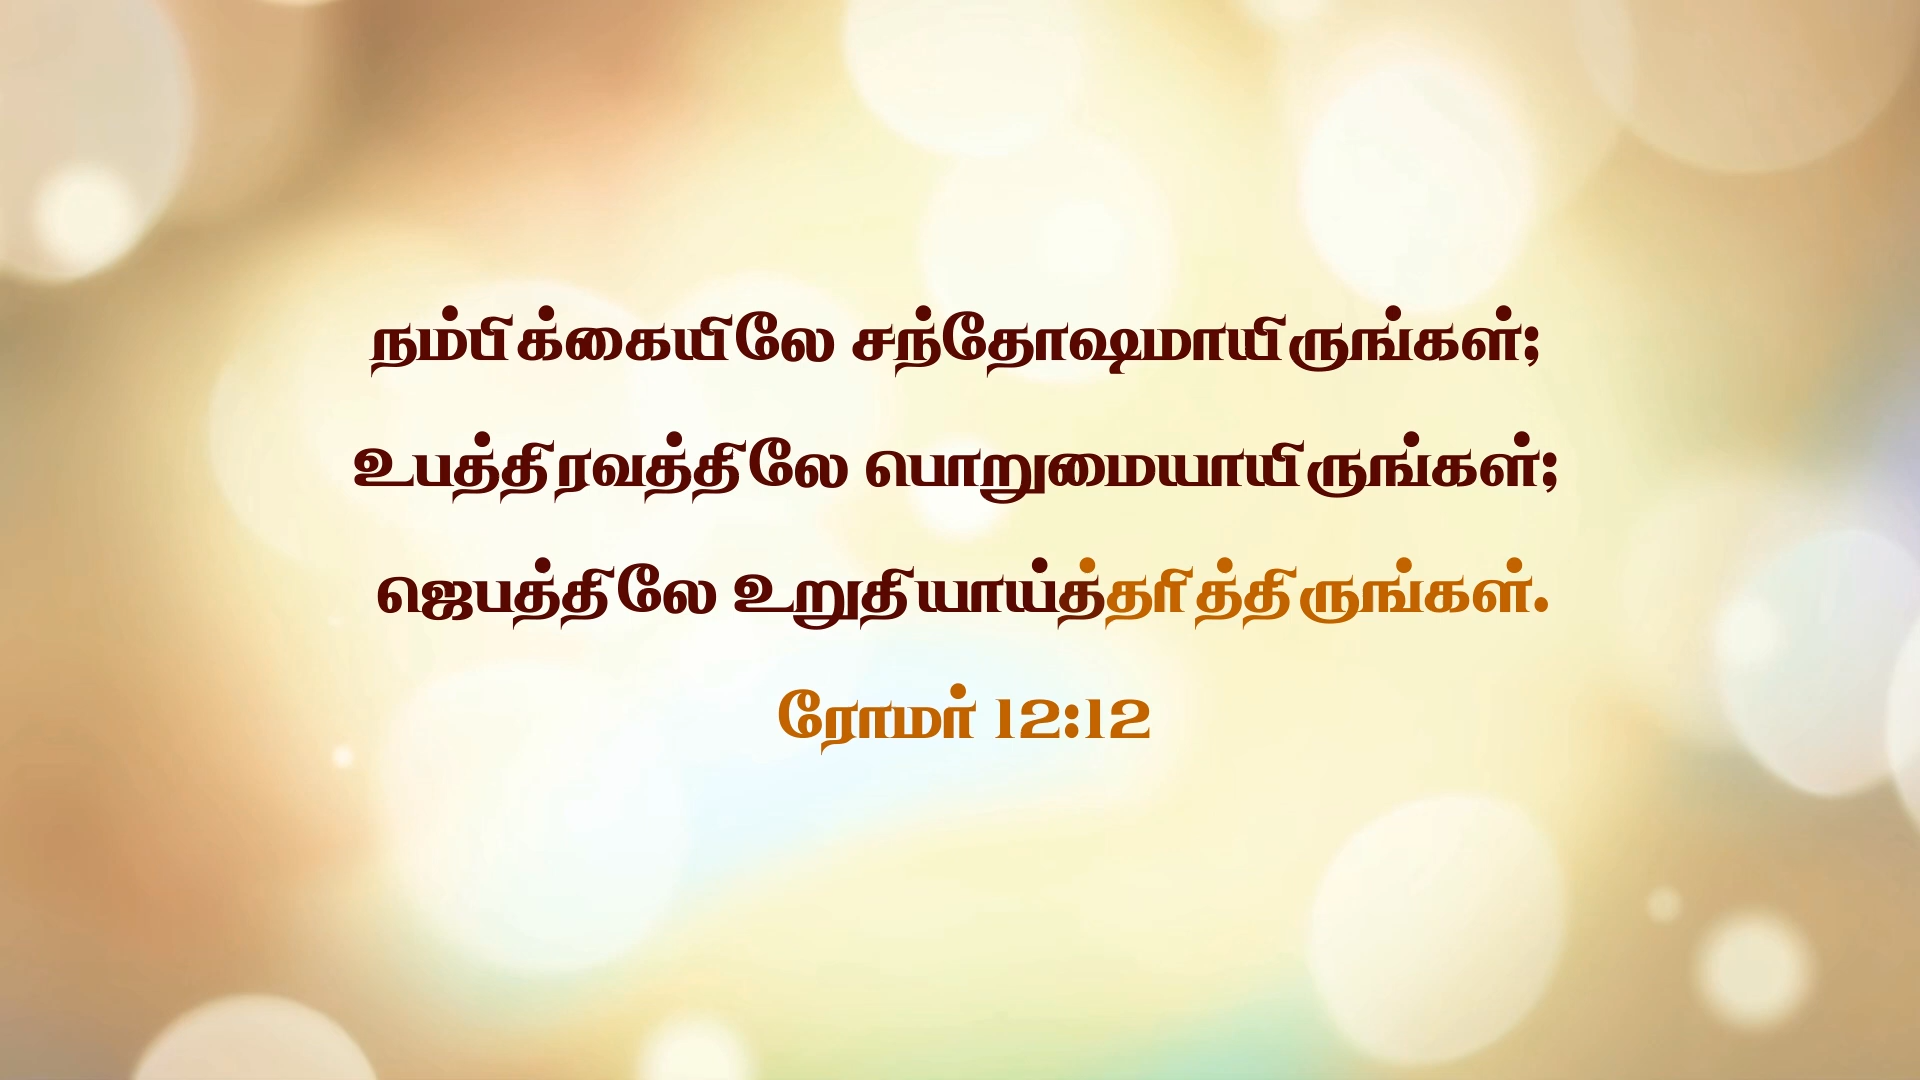 நம்பிக்கையிலே சந்தோஷமாயிருங்கள்;
உபத்திரவத்திலே பொறுமையாயிருங்கள்;
ஜெபத்திலே உறுதியாய்த்தரித்திருங்கள்.
ரோமர் 12:12